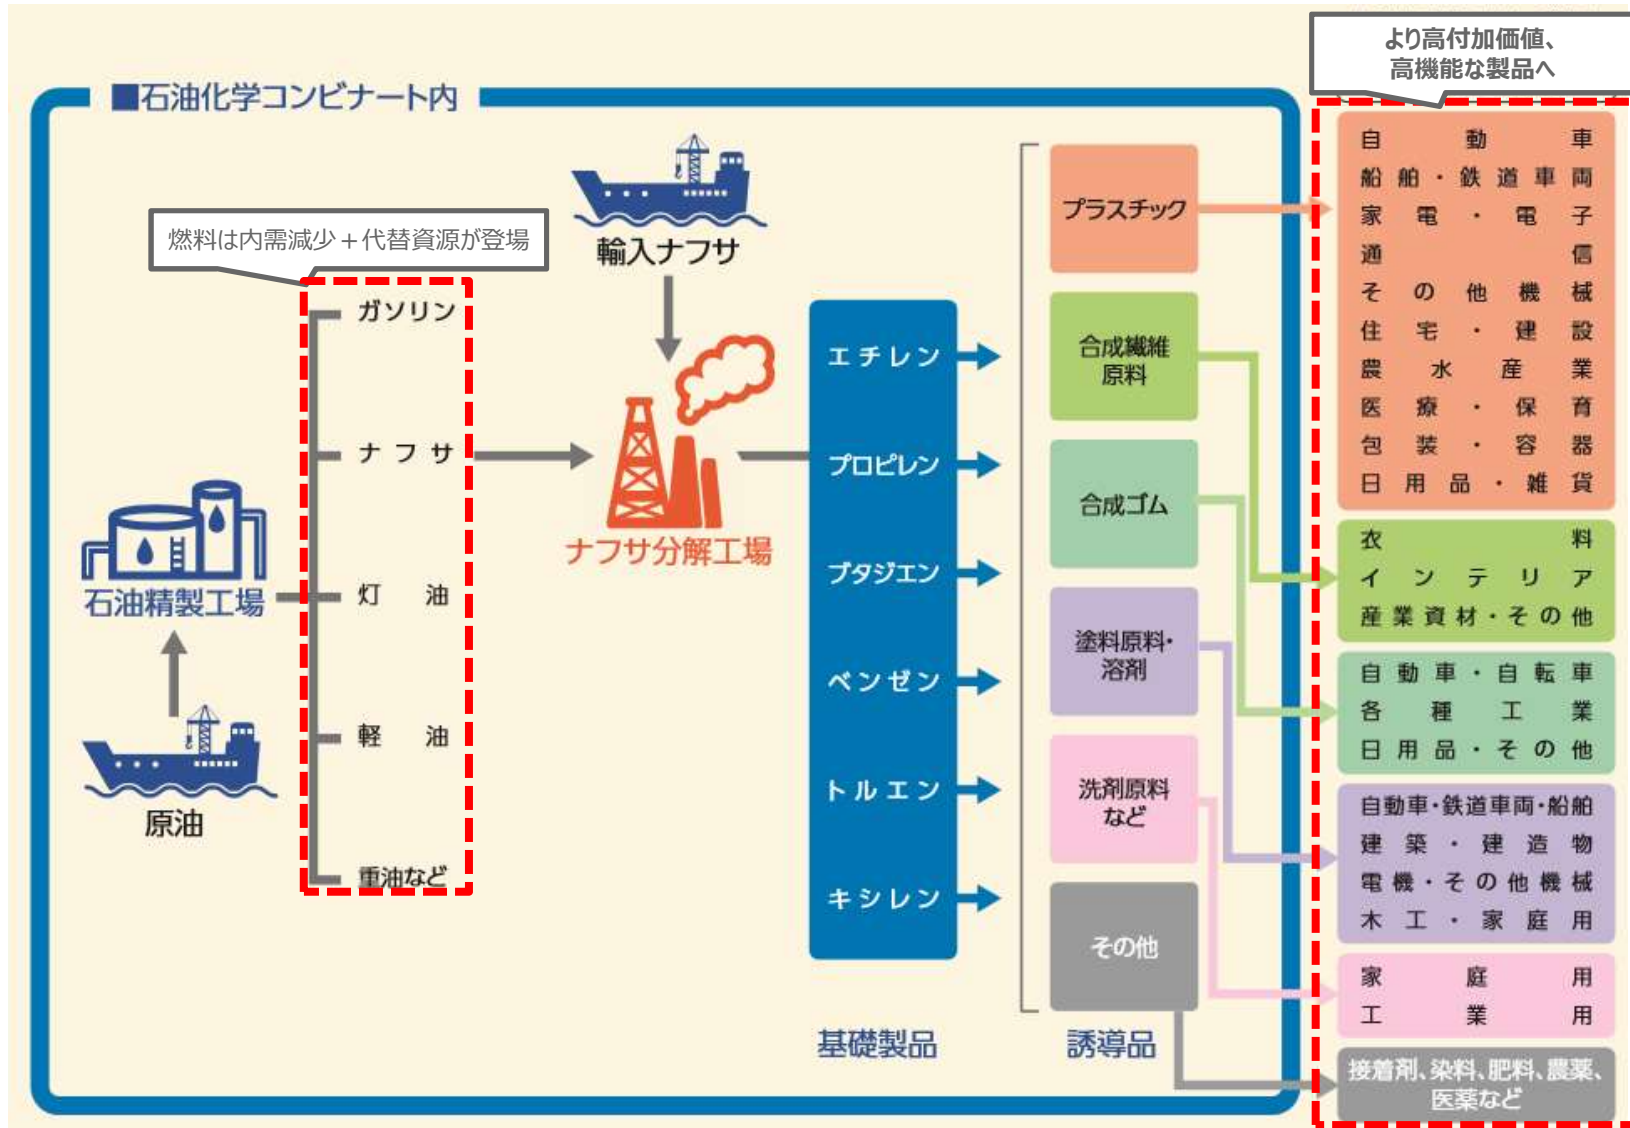 より高付加価値、
高機能な製品へ
■石油化学コンビナート内
燃料は内需減少＋代替資源が登場
輸入ナフサ
ガソリン
ナフサ
灯油
軽油
重油など
石油精製工場
原油
ナフサ分解工場
エチレン
プロピレン
ブタジエン
ベンゼン
トルエン
キシレン
基礎製品
プラスチック
合成繊維
原料
合成ゴム
塗料原料・
溶剤
洗剤原料
など
その他
誘導品
自動車
船舶・鉄道車両
家電・電子
通信
その他機械
住宅・建設
農水産業
医療・保育
包装・容器
日用品・雑貨
衣料
インテリア
産業資材・その他
自動車・自転車
各種工業
日用品・その他
自動車・鉄道車両・船舶
建築・建造物
電機・その他機械
木工・家庭用
家庭用
工業用
接着剤、染料、肥料、農薬、
医薬など